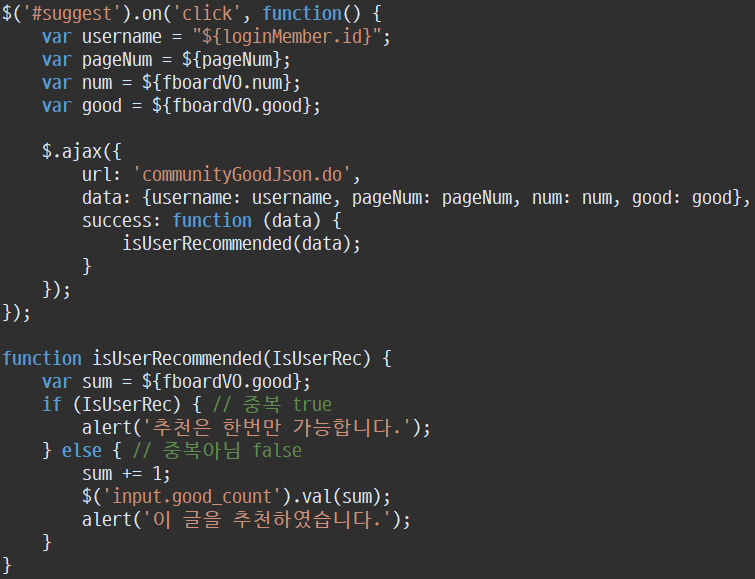 $('#suggest').on('click', function() {
    var username = "${loginMember.id}";
    var pageNum = ${pageNum};
    var num = ${fboardVO.num};
    var good = ${fboardVO.good};

    $.ajax({
        url: 'communityGoodJson.do',
        data: {username: username, pageNum: pageNum, num: num, good: good},
        success: function (data) {
            isUserRecommended(data);
        }
    });
});

function isUserRecommended(IsUserRec) {
    var sum = ${fboardVO.good};
    if (IsUserRec) { // 중복 true
        alert('추천은 한번만 가능합니다.');
    } else { // 중복아님 false
        sum += 1;
        $('input.good_count').val(sum);
        alert('이 글을 추천하였습니다.');
    }
}